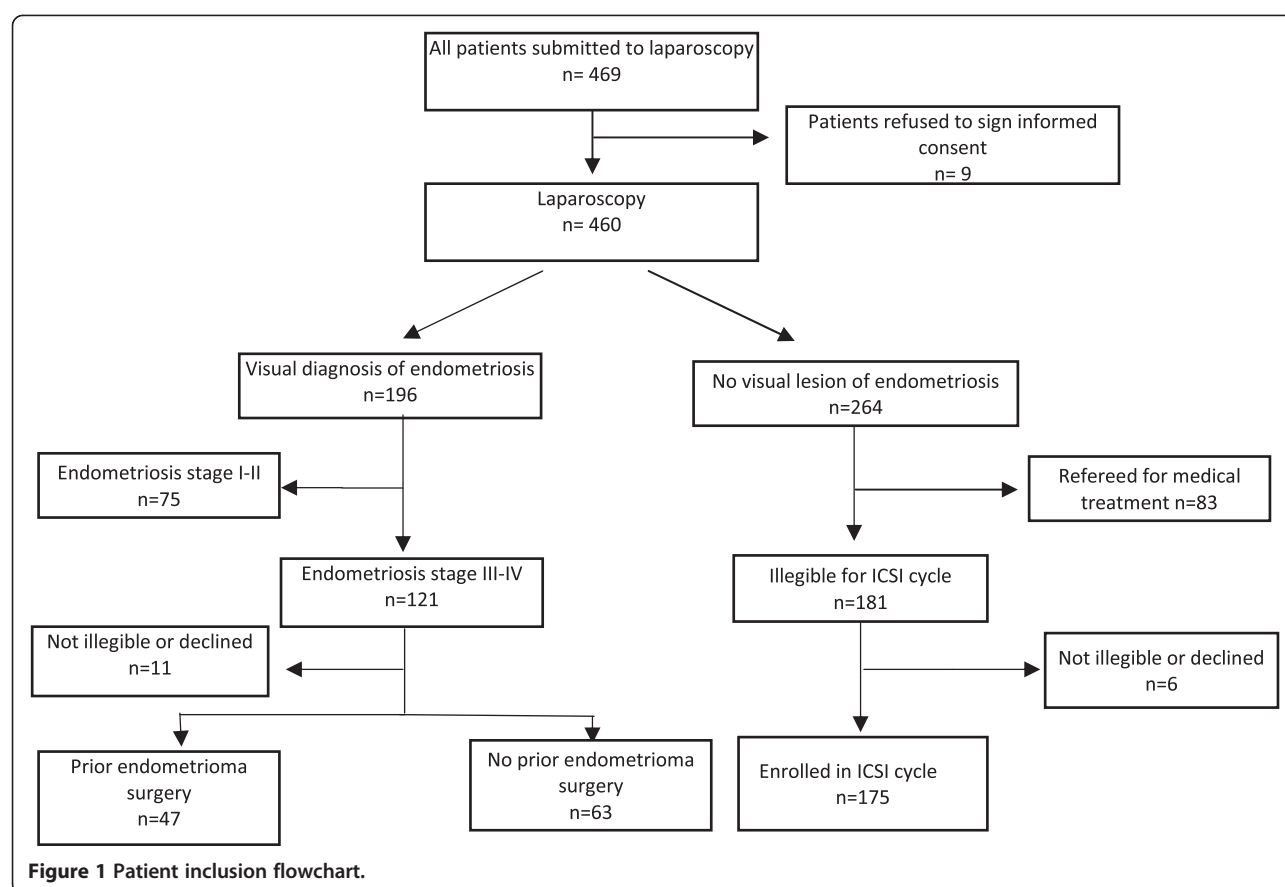 All patients submitted to laparoscopy
n= 469
Patients refused to sign informed
consent
n= 9
Laparoscopy
n= 460
Visual diagnosis of endometriosis
n=196
No visual lesion of endometriosis
n=264
Endometriosis stage I-II
n=75
Refereed for medical
treatment n=83
Endometriosis stage III-IV
n=121
Illegible for ICSI cycle
n=181
Not illegible or declined
n=11
Not illegible or declined
n=6
Prior endometrioma
surgery
n=47
No prior endometrioma
surgery
n=63
Enrolled in ICSI cycle
n=175
Figure 1 Patient inclusion flowchart.